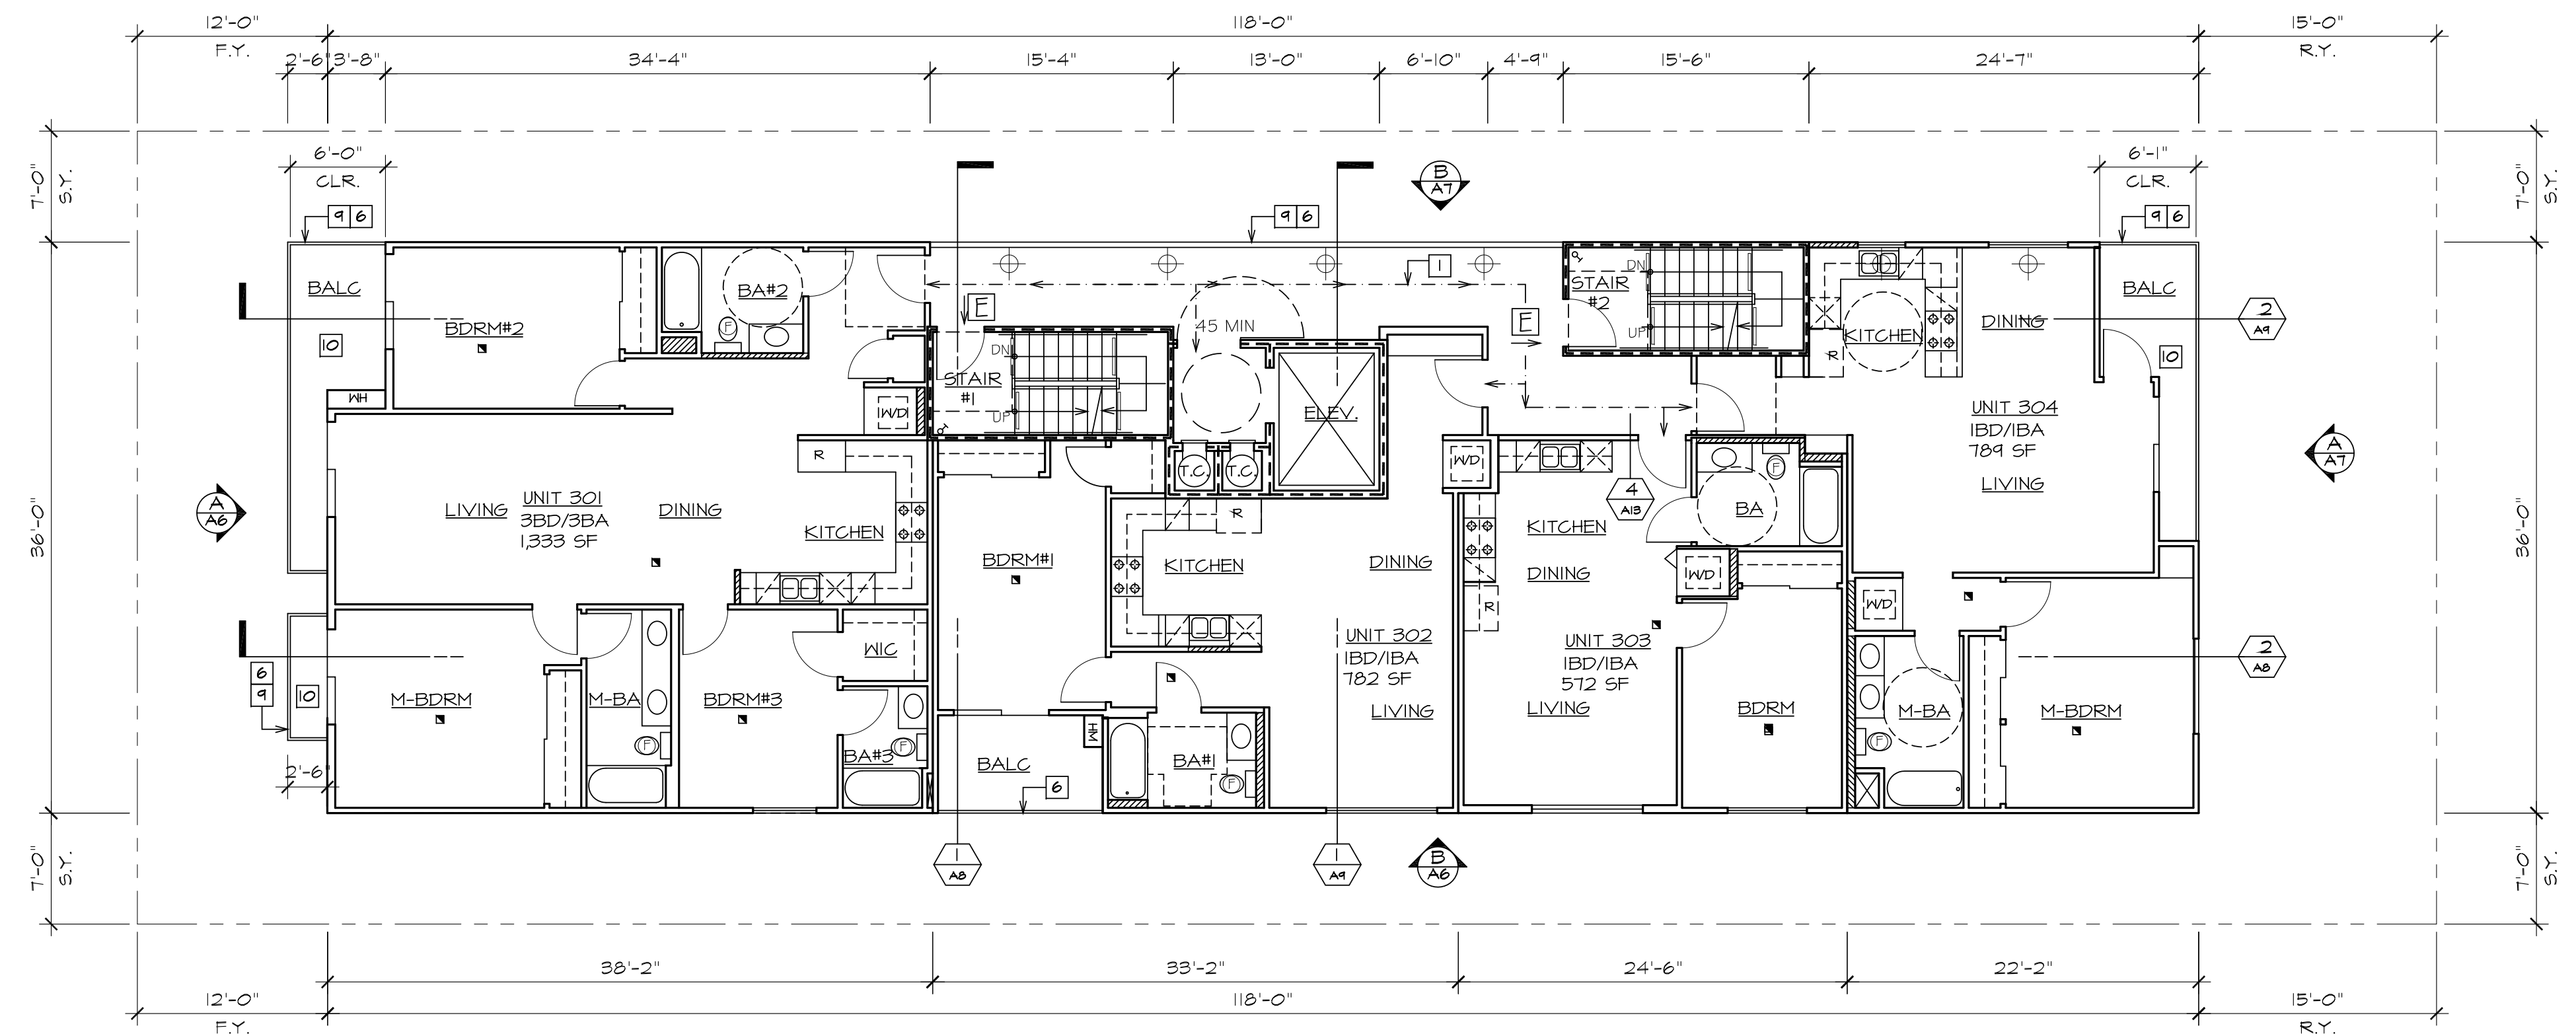 12'-0"
118'-0"
15'-0"
F.Y.
R.Y.
2'-6"
3'-8"
34'-4"
15'-4"
13'-0"
6'-10"
4'-9"
15'-6"
24'-7"
7'-0"
S.Y.
6'-0"
CLR.
9 6
B
A7
9 6
6'-1"
CLR.
9 6
7'-0"
S.Y.
BALC
10
WH
BDRM#2
BA#2
F
E
1
45 MIN
E
STAIR
#2
DN
UP
KITCHEN
R
DINING
BALC
10
2
A9
STAIR
#1
DN
UP
W/D
ELEV.
T.C.
T.C.
UNIT 304
1BD/1BA
789 SF
LIVING
A
A7
36'-0"
A
A6
LIVING
UNIT 301
3BD/3BA
1,333 SF
DINING
KITCHEN
R
BDRM#1
KITCHEN
R
DINING
W/D
KITCHEN
DINING
R
4
A13
BA
F
W/D
36'-0"
UNIT 302
1BD/1BA
782 SF
LIVING
UNIT 303
1BD/1BA
572 SF
LIVING
W/D
2
A8
6
9
10
M-BDRM
M-BA
F
BDRM#3
WIC
BA#3
F
BALC
WH
6
BA#1
F
BDRM
M-BA
F
M-BDRM
2'-6"
7'-0"
S.Y.
1
A8
1
A9
B
A6
7'-0"
S.Y.
38'-2"
33'-2"
24'-6"
22'-2"
12'-0"
118'-0"
15'-0"
F.Y.
R.Y.